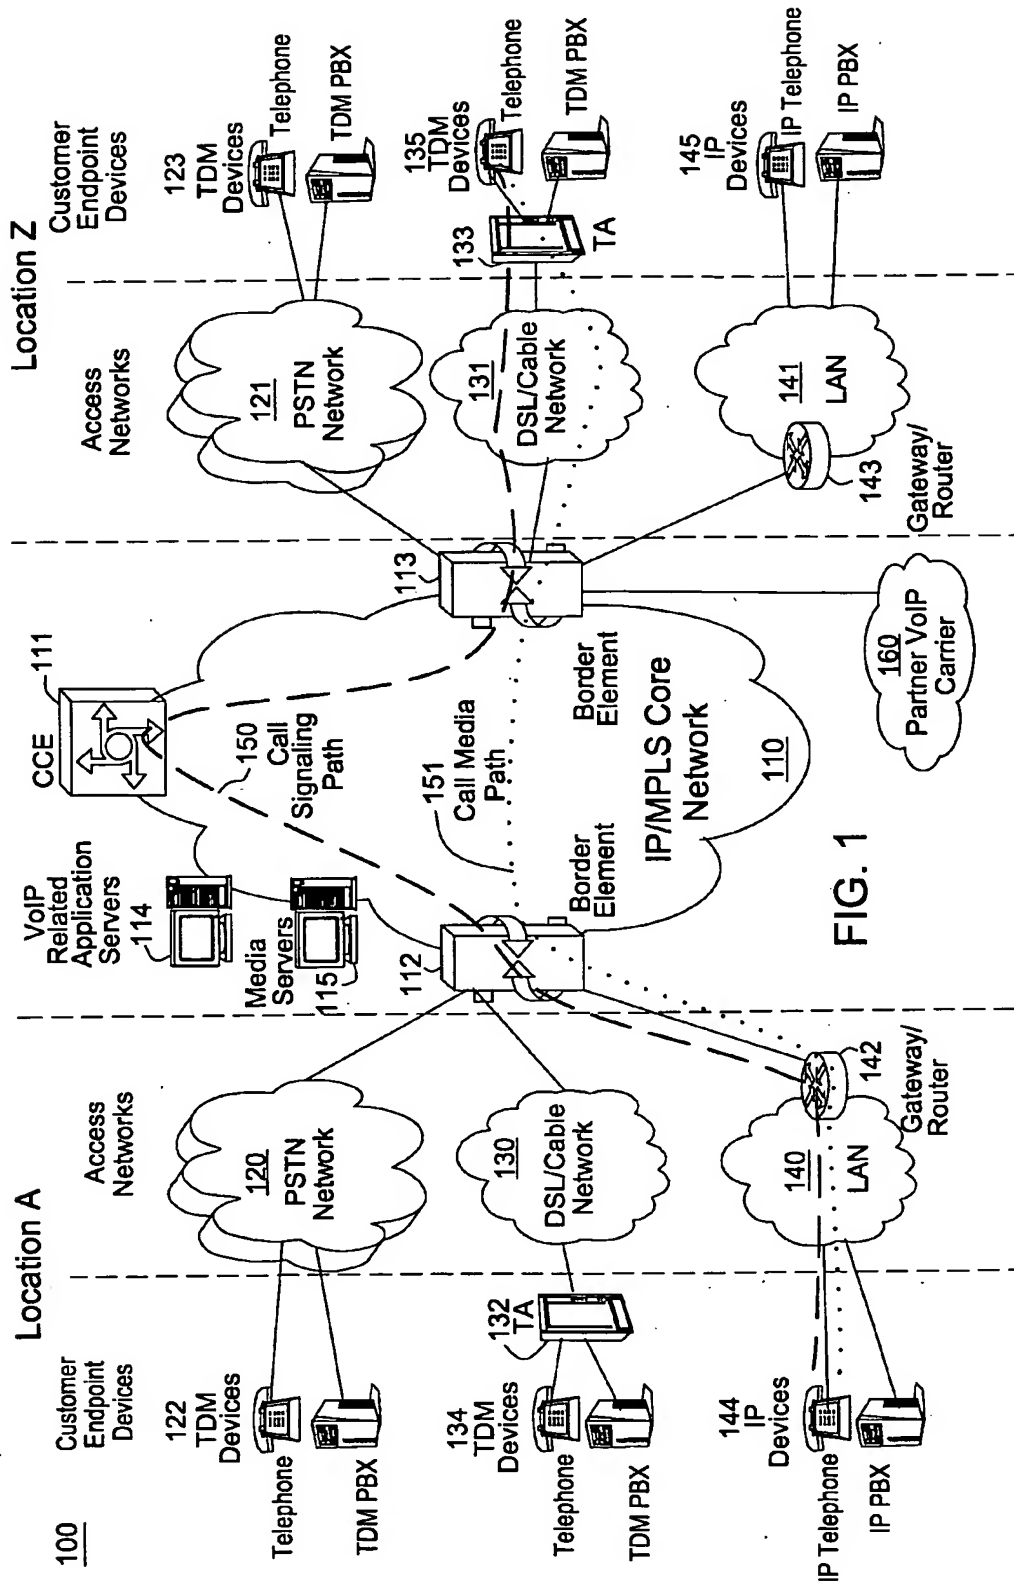 100
Location A
Location Z
Customer
Endpoint
Devices
Access
Networks
VoIP
Related
Application
Servers
114
CCE
111
Access
Networks
Customer
Endpoint
Devices
122
TDM
Devices
Telephone
TDM PBX
120
PSTN
Network
Media
Servers
115
112
150
Call
Signaling
Path
113
121
PSTN
Network
123
TDM
Devices
Telephone
TDM PBX
134
TDM
Devices
Telephone
TDM PBX
132
TA
130
DSL/Cable
Network
151
Call Media
Path
131
DSL/Cable
Network
133
TA
135
TDM
Devices
Telephone
TDM PBX
Border
Element
Border
Element
IP/MPLS Core
Network
110
144
IP
Devices
IP Telephone
IP PBX
140
LAN
142
Gateway/
Router
141
LAN
143
Gateway/
Router
145
IP
Devices
IP Telephone
IP PBX
160
Partner VoIP
Carrier
FIG. 1